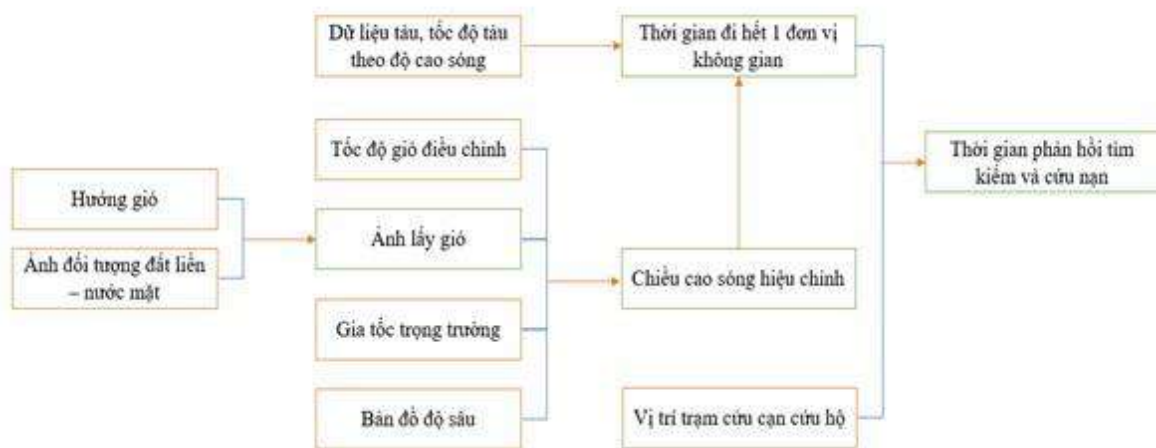 Dữ liệu tàu, tốc độ tàu
theo độ cao sóng
Thời gian đi hết 1 đơn vị
không gian
Tốc độ gió điều chỉnh
Thời gian phản hồi tìm
kiếm và cứu nạn
Hướng gió
Ảnh lấy gió
Ảnh đối tượng đất liền
– nước mặt
Chiều cao sóng hiệu chỉnh
Gia tốc trọng trường
Bản đồ độ sâu
Vị trí trạm cứu cạn cứu hộ